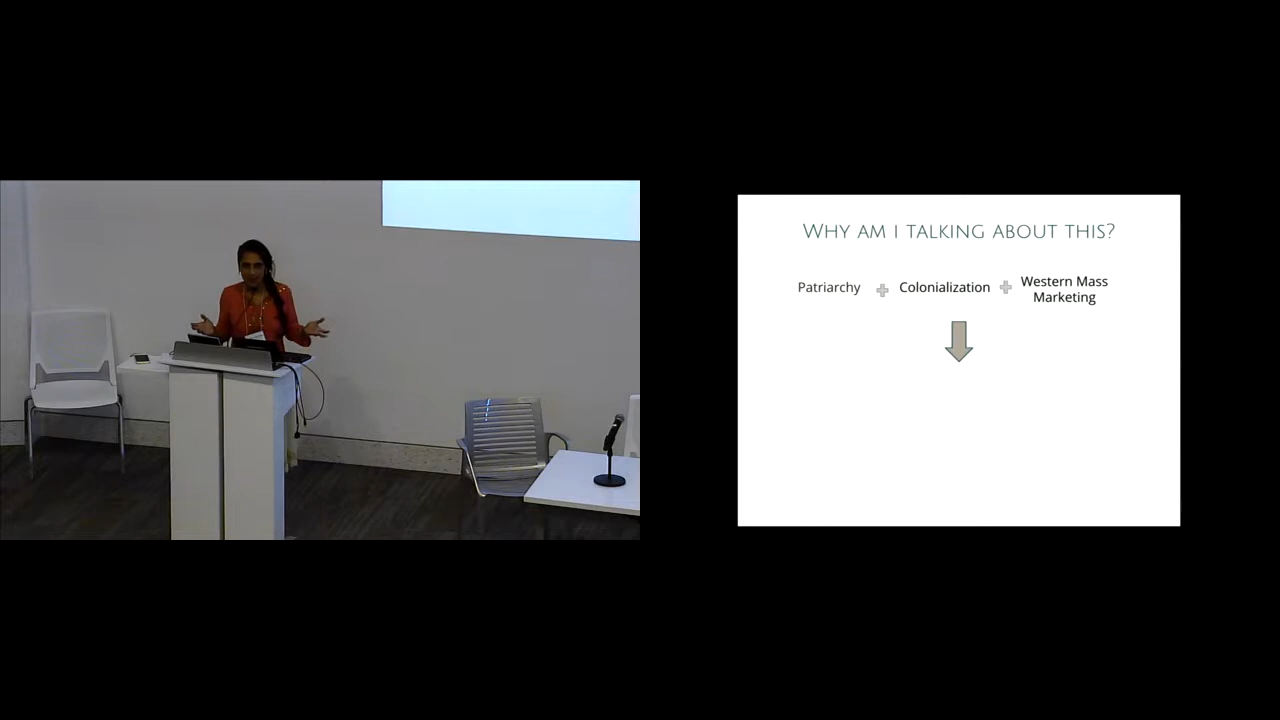 WHY AM I TALKING ABOUT THIS?
Patriarchy + Colonialization + Western Mass
Marketing